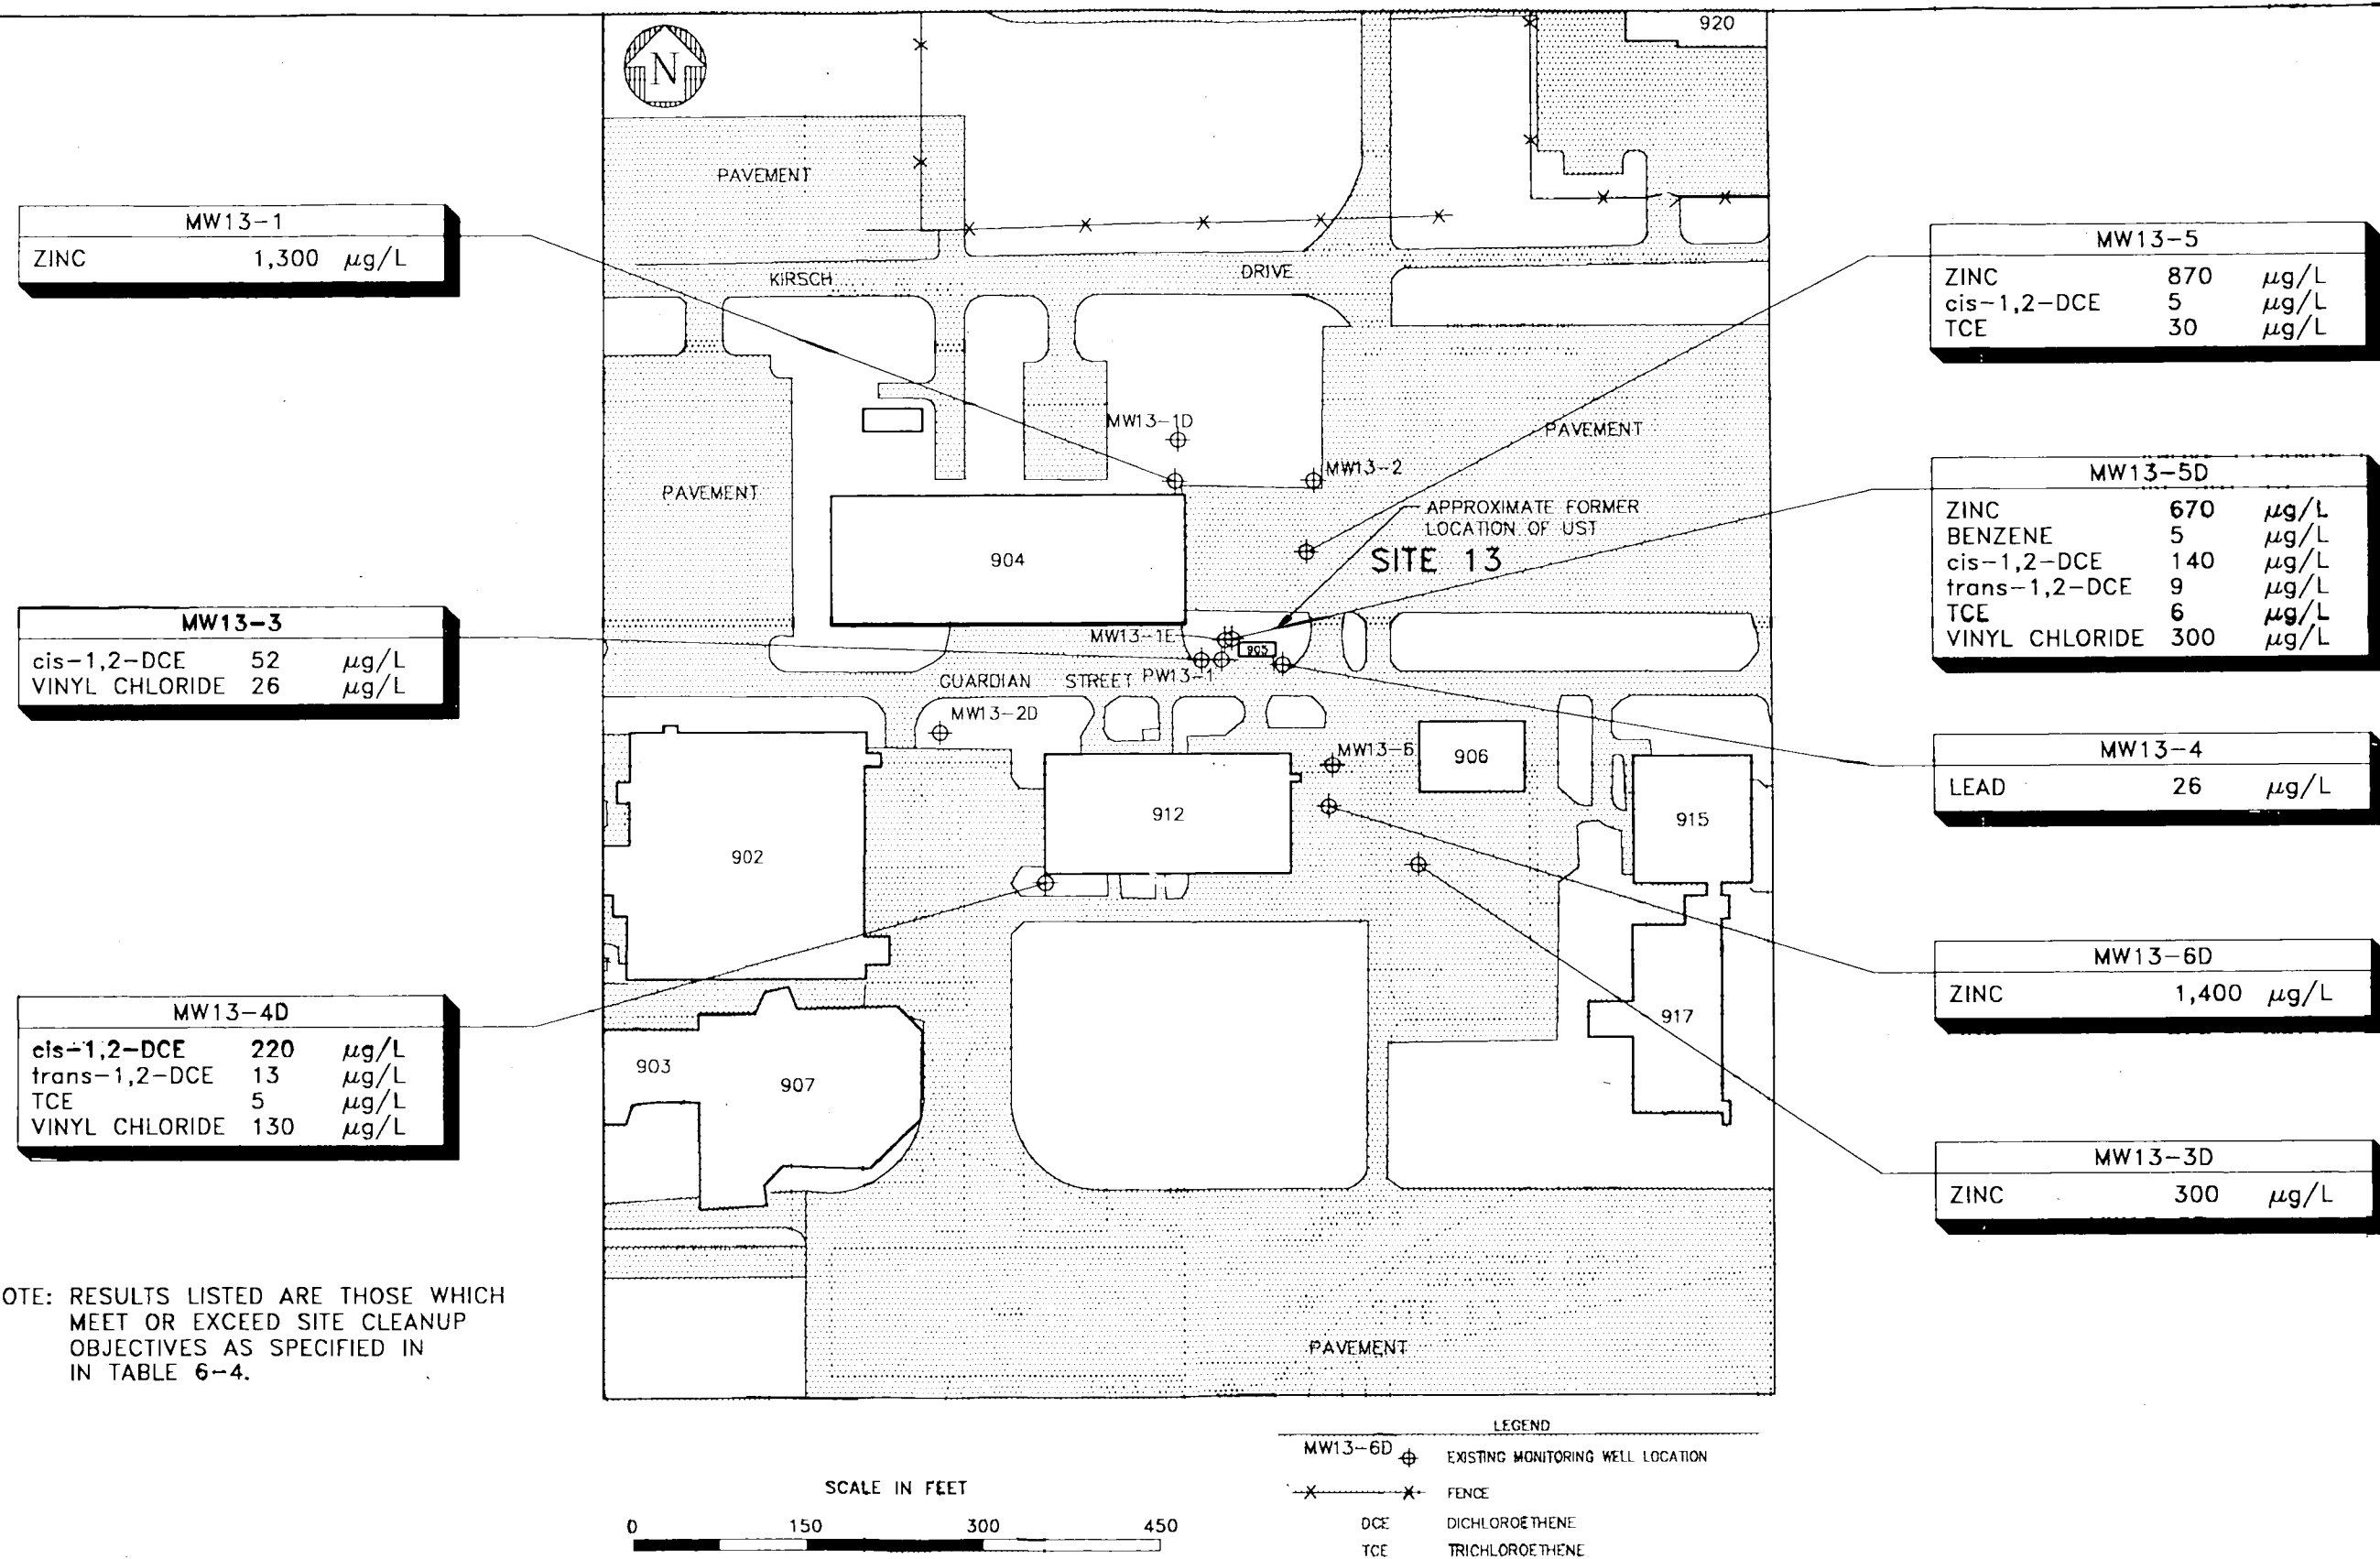 N
920
PAVEMENT
MW13-1
ZINC 1,300 µg/L
KIRSCH DRIVE
MW13-5
ZINC 870 µg/L
cis-1,2-DCE 5 µg/L
TCE 30 µg/L
MW13-1D
PAVEMENT
MW13-2
PAVEMENT
APPROXIMATE FORMER
LOCATION OF UST
SITE 13
904
MW13-5D
ZINC 670 µg/L
BENZENE 5 µg/L
cis-1,2-DCE 140 µg/L
trans-1,2-DCE 9 µg/L
TCE 6 µg/L
VINYL CHLORIDE 300 µg/L
MW13-3
cis-1,2-DCE 52 µg/L
VINYL CHLORIDE 26 µg/L
MW13-1E
905
GUARDIAN STREET PW13-1
MW13-2D
MW13-6
906
MW13-4
LEAD 26 µg/L
912
915
902
MW13-6D
ZINC 1,400 µg/L
MW13-4D
cis-1,2-DCE 220 µg/L
trans-1,2-DCE 13 µg/L
TCE 5 µg/L
VINYL CHLORIDE 130 µg/L
917
903
907
MW13-3D
ZINC 300 µg/L
OTE: RESULTS LISTED ARE THOSE WHICH
MEET OR EXCEED SITE CLEANUP
OBJECTIVES AS SPECIFIED IN
IN TABLE 6-4.
PAVEMENT
LEGEND
MW13-6D EXISTING MONITORING WELL LOCATION
FENCE
DCE DICHLOROETHENE
TCE TRICHLOROETHENE
SCALE IN FEET
0 150 300 450